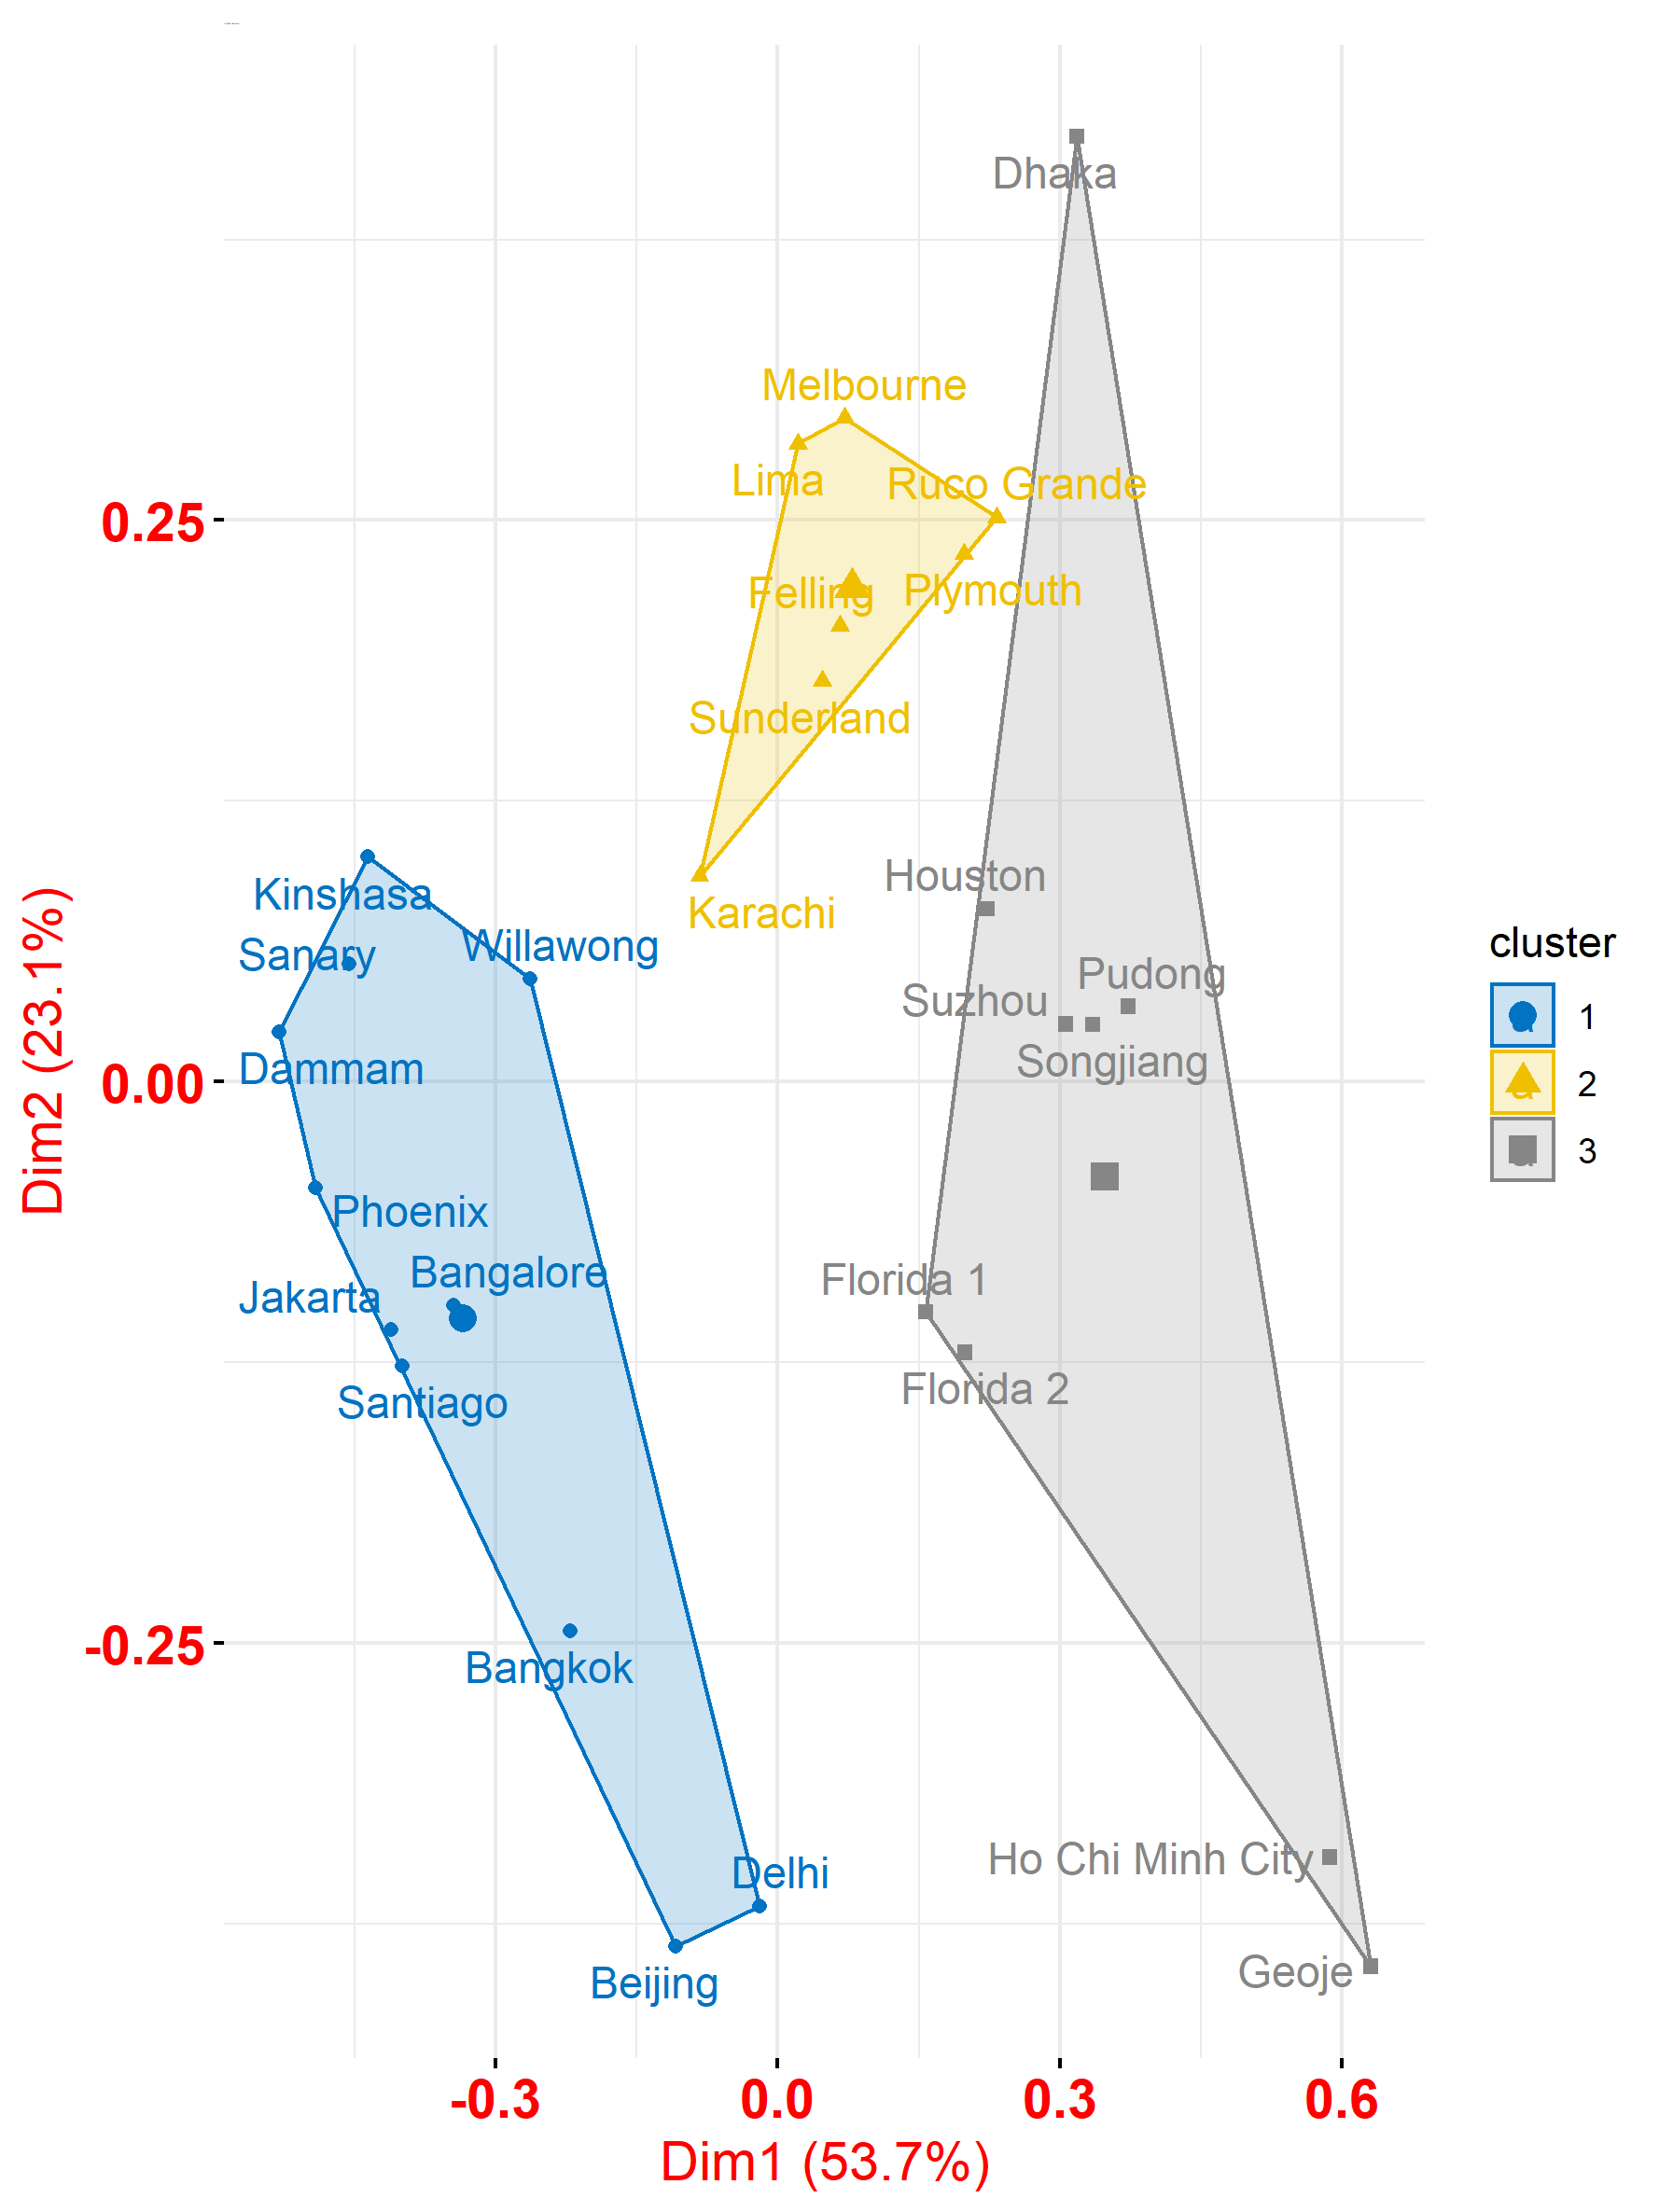 Dhaka
Melbourne
Lima
Ruco Grande
0.25
Felling
Plymouth
Sunderland
Houston
Kinshasa
Karachi
Willawong
Sanary
cluster
Pudong
Suzhou
1
Songjiang
Dammam
0.00
2
3
Dim2 (23.1%)
Phoenix
Bangalore
Florida 1
Jakarta
Florida 2
Santiago
-0.25
Bangkok
Ho Chi Minh City
Delhi
Geoje
Beijing
-0.3
0.0
0.3
0.6
Dim1 (53.7%)